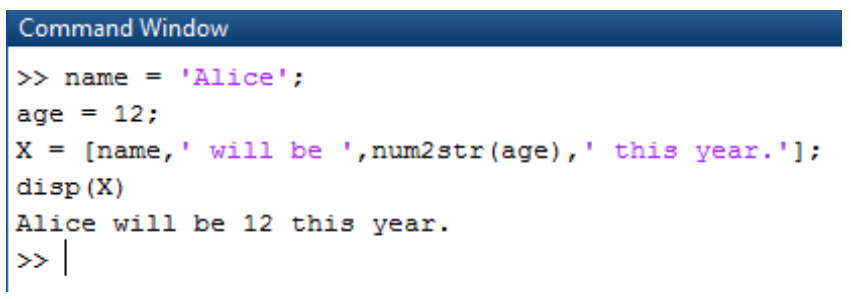 Command Window
>> name = 'Alice';
age = 12;
X = [name,' will be ',num2str(age),' this year.'];
disp(X)
Alice will be 12 this year.
>>